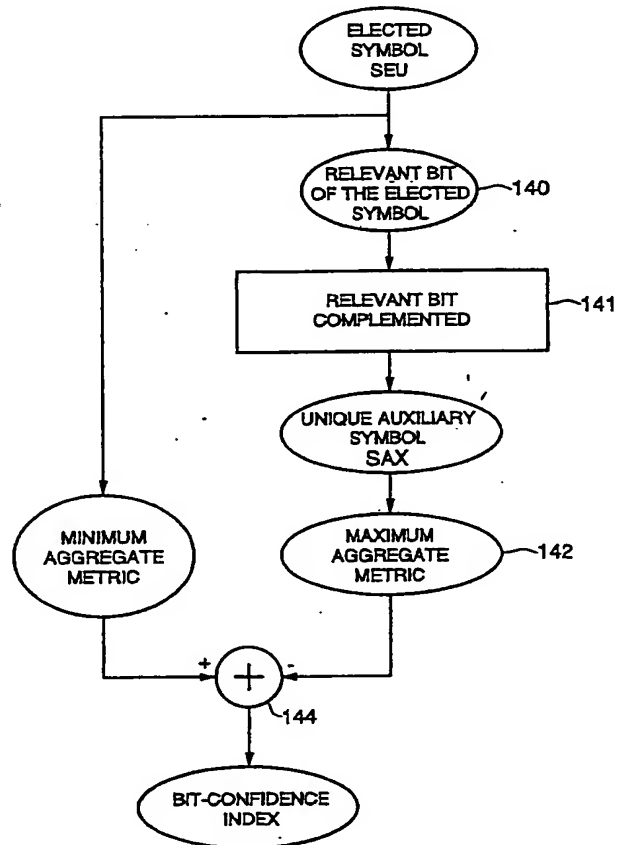 ELECTED
SYMBOL
SEU
RELEVANT BIT
OF THE ELECTED
SYMBOL
140
RELEVANT BIT
COMPLEMENTED
141
UNIQUE AUXILIARY
SYMBOL
SAX
MINIMUM
AGGREGATE
METRIC
MAXIMUM
AGGREGATE
METRIC
142
+
-
+
144
BIT-CONFIDENCE
INDEX